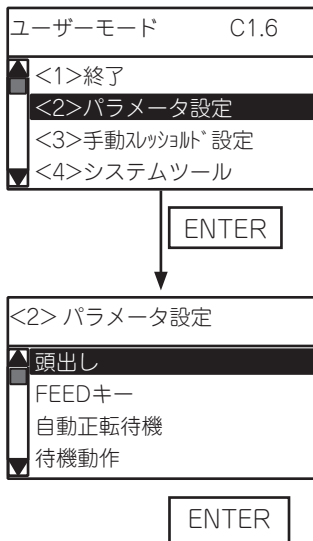 ユーザーモード C1.6
<1>終了
<2>パラメータ設定
<3>手動ｽﾚｯｼｮﾙﾄﾞ設定
<4>システムツール
ENTER
<2> パラメータ設定
頭出し
FEEDキー
自動正転待機
待機動作
ENTER